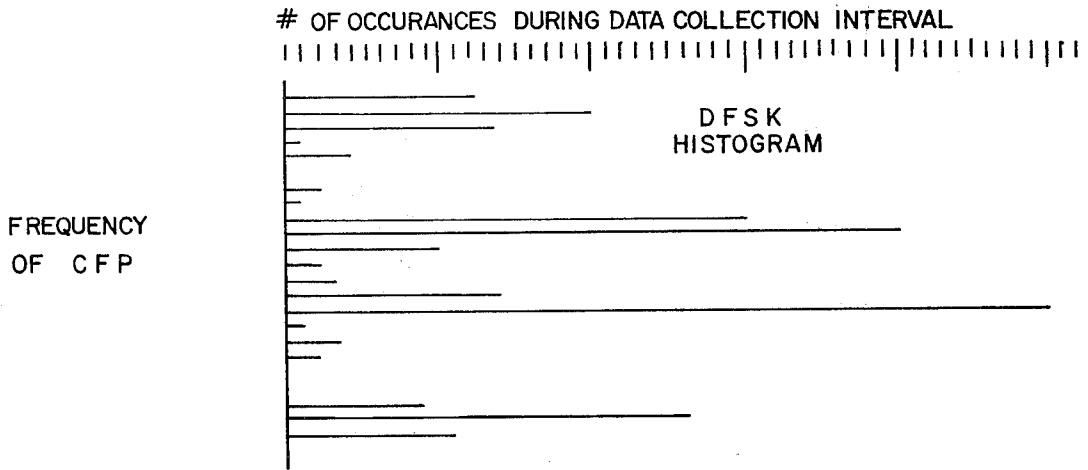 # OF OCCURANCES DURING DATA COLLECTION INTERVAL
DFSK
HISTOGRAM
FREQUENCY
OF CFP